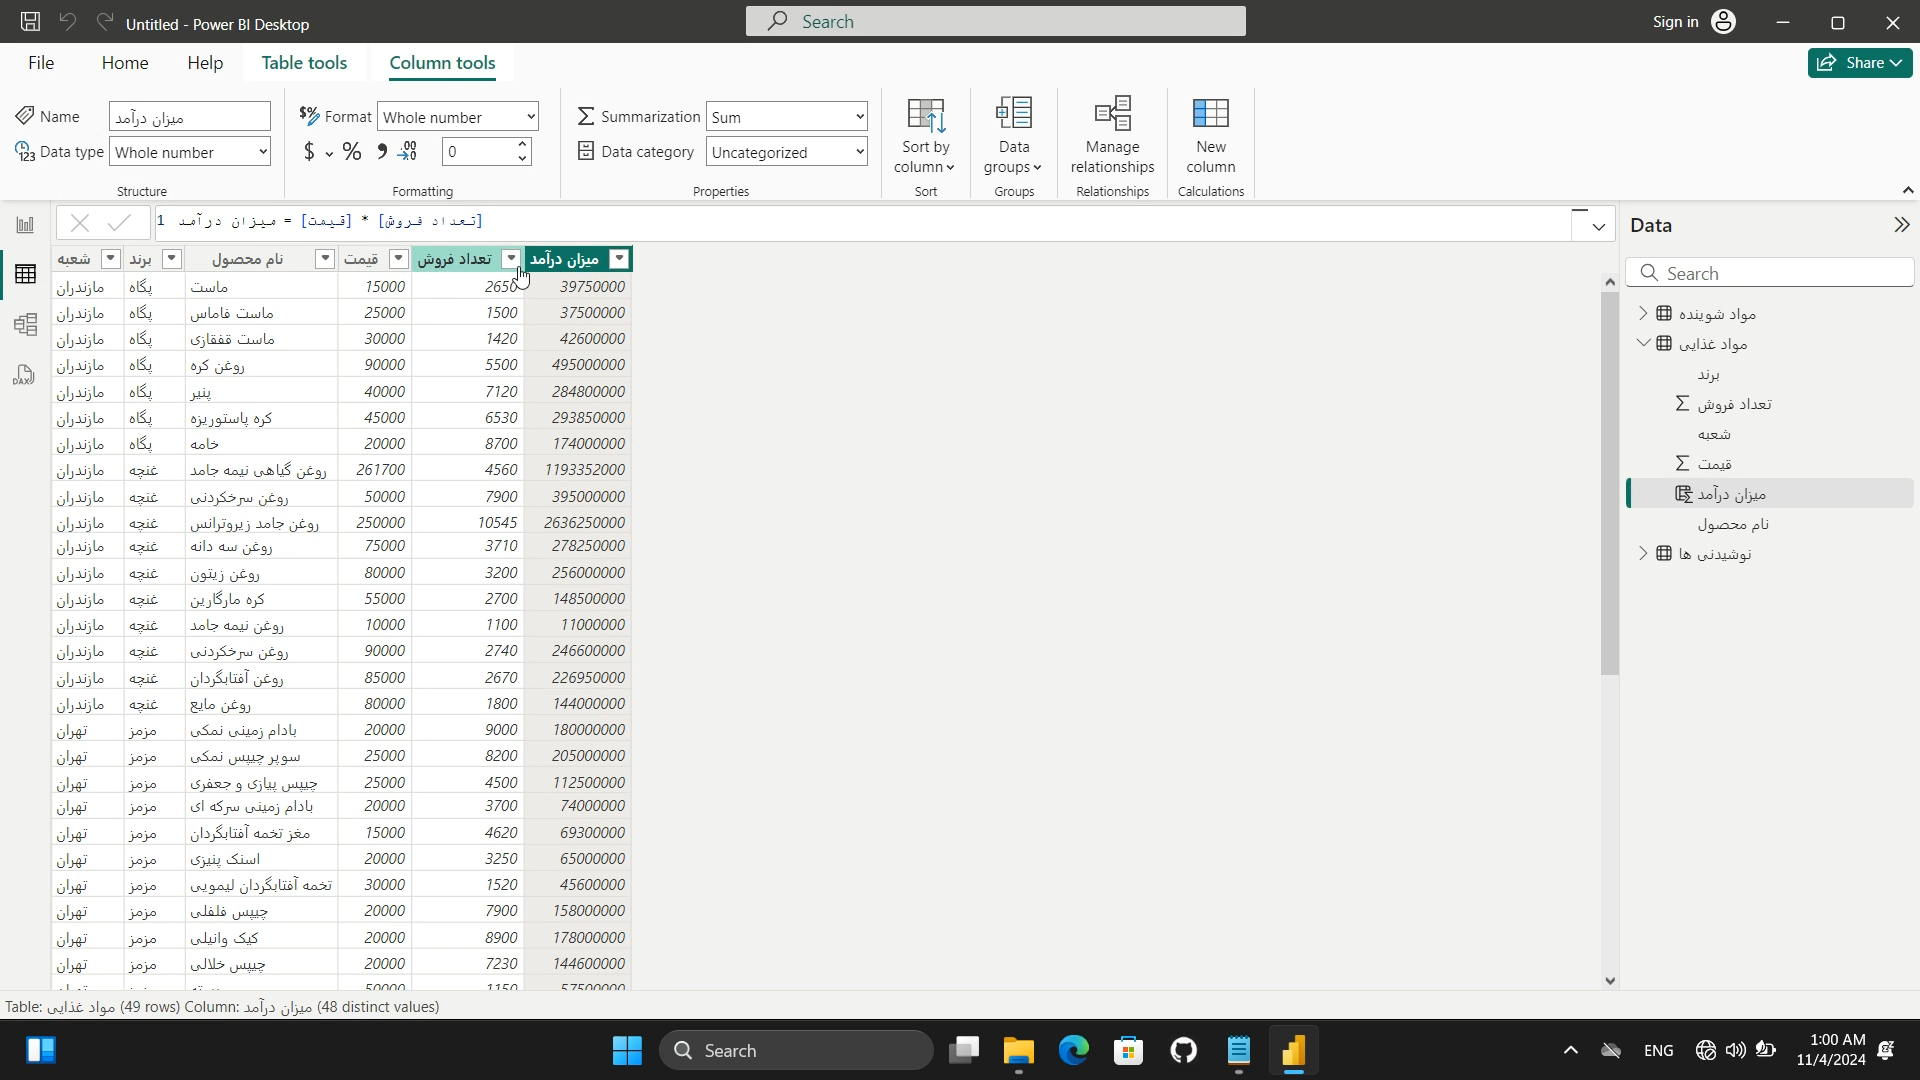 Untitled - Power BI Desktop
Search
Sign in
File Home Help Table tools Column tools
Share
Name میزان درآمد
Data type Whole number
Structure
Format Whole number
$ % 0
Formatting
Summarization Sum
Data category Uncategorized
Properties
Sort by column
Sort
Data groups
Groups
Manage relationships
Relationships
New column
Calculations
1 میزان درآمد = [قیمت] * [تعداد فروش]
شعبه برند نام محصول قیمت تعداد فروش میزان درآمد
مازندران پگاه ماست 15000 2650 39750000
مازندران پگاه ماست فاماس 25000 1500 37500000
مازندران پگاه ماست قفقازی 30000 1420 42600000
مازندران پگاه روغن کره 90000 5500 495000000
مازندران پگاه پنیر 40000 7120 284800000
مازندران پگاه کره پاستوریزه 45000 6530 293850000
مازندران پگاه خامه 20000 8700 174000000
مازندران غنچه روغن گیاهی نیمه جامد 261700 4560 1193352000
مازندران غنچه روغن سرخکردنی 50000 7900 395000000
مازندران غنچه روغن جامد زیروترانس 250000 10545 2636250000
مازندران غنچه روغن سه دانه 75000 3710 278250000
مازندران غنچه روغن زیتون 80000 3200 256000000
مازندران غنچه کره مارگارین 55000 2700 148500000
مازندران غنچه روغن نیمه جامد 10000 1100 11000000
مازندران غنچه روغن سرخکردنی 90000 2740 246600000
مازندران غنچه روغن آفتابگردان 85000 2670 226950000
مازندران غنچه روغن مایع 80000 1800 144000000
تهران مزمز بادام زمینی نمکی 20000 9000 180000000
تهران مزمز سوپر چیپس نمکی 25000 8200 205000000
تهران مزمز چیپس پیازی و جعفری 25000 4500 112500000
تهران مزمز بادام زمینی سرکه ای 20000 3700 74000000
تهران مزمز مغز تخمه آفتابگردان 15000 4620 69300000
تهران مزمز اسنک پنیزی 20000 3250 65000000
تهران مزمز تخمه آفتابگردان لیمویی 30000 1520 45600000
تهران مزمز چیپس فلفلی 20000 7900 158000000
تهران مزمز کیک وانیلی 20000 8900 178000000
تهران مزمز چیپس خلالی 20000 7230 144600000
50000 1150 57500000
Data
Search
مواد شوینده
مواد غذایی
برند
تعداد فروش
شعبه
قیمت
میزان درآمد
نام محصول
نوشیدنی ها
Table: مواد غذایی (49 rows) Column: میزان درآمد (48 distinct values)
Search
ENG
1:00 AM
11/4/2024